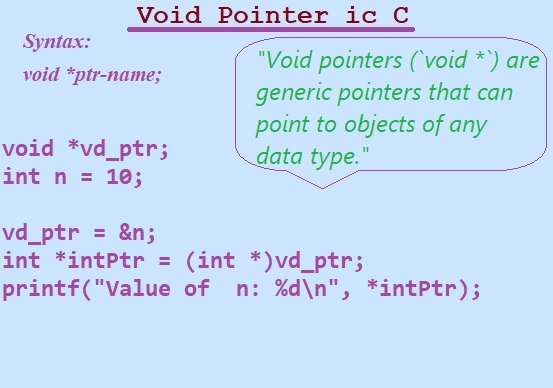 Void Pointer ic C
Syntax:
void *ptr-name;
"Void pointers (`void *`) are
generic pointers that can
point to objects of any
data type."
void *vd_ptr;
int n = 10;
vd_ptr = &n;
int *intPtr = (int *)vd_ptr;
printf("Value of  n: %d\n", *intPtr);